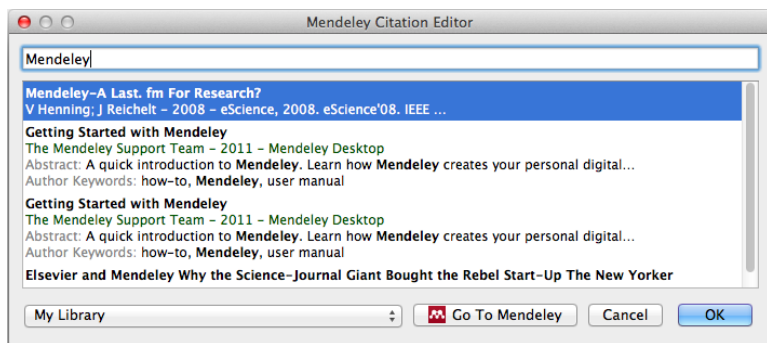 Mendeley Citation Editor
Mendeley
Mendeley–A Last. fm For Research?
V Henning; J Reichelt – 2008 – eScience, 2008. eScience'08. IEEE ...
Getting Started with Mendeley
The Mendeley Support Team – 2011 – Mendeley Desktop
Abstract: A quick introduction to Mendeley. Learn how Mendeley creates your personal digital...
Author Keywords: how-to, Mendeley, user manual
Getting Started with Mendeley
The Mendeley Support Team – 2011 – Mendeley Desktop
Abstract: A quick introduction to Mendeley. Learn how Mendeley creates your personal digital...
Author Keywords: how-to, Mendeley, user manual
Elsevier and Mendeley Why the Science–Journal Giant Bought the Rebel Start–Up The New Yorker
My Library Go To Mendeley Cancel OK